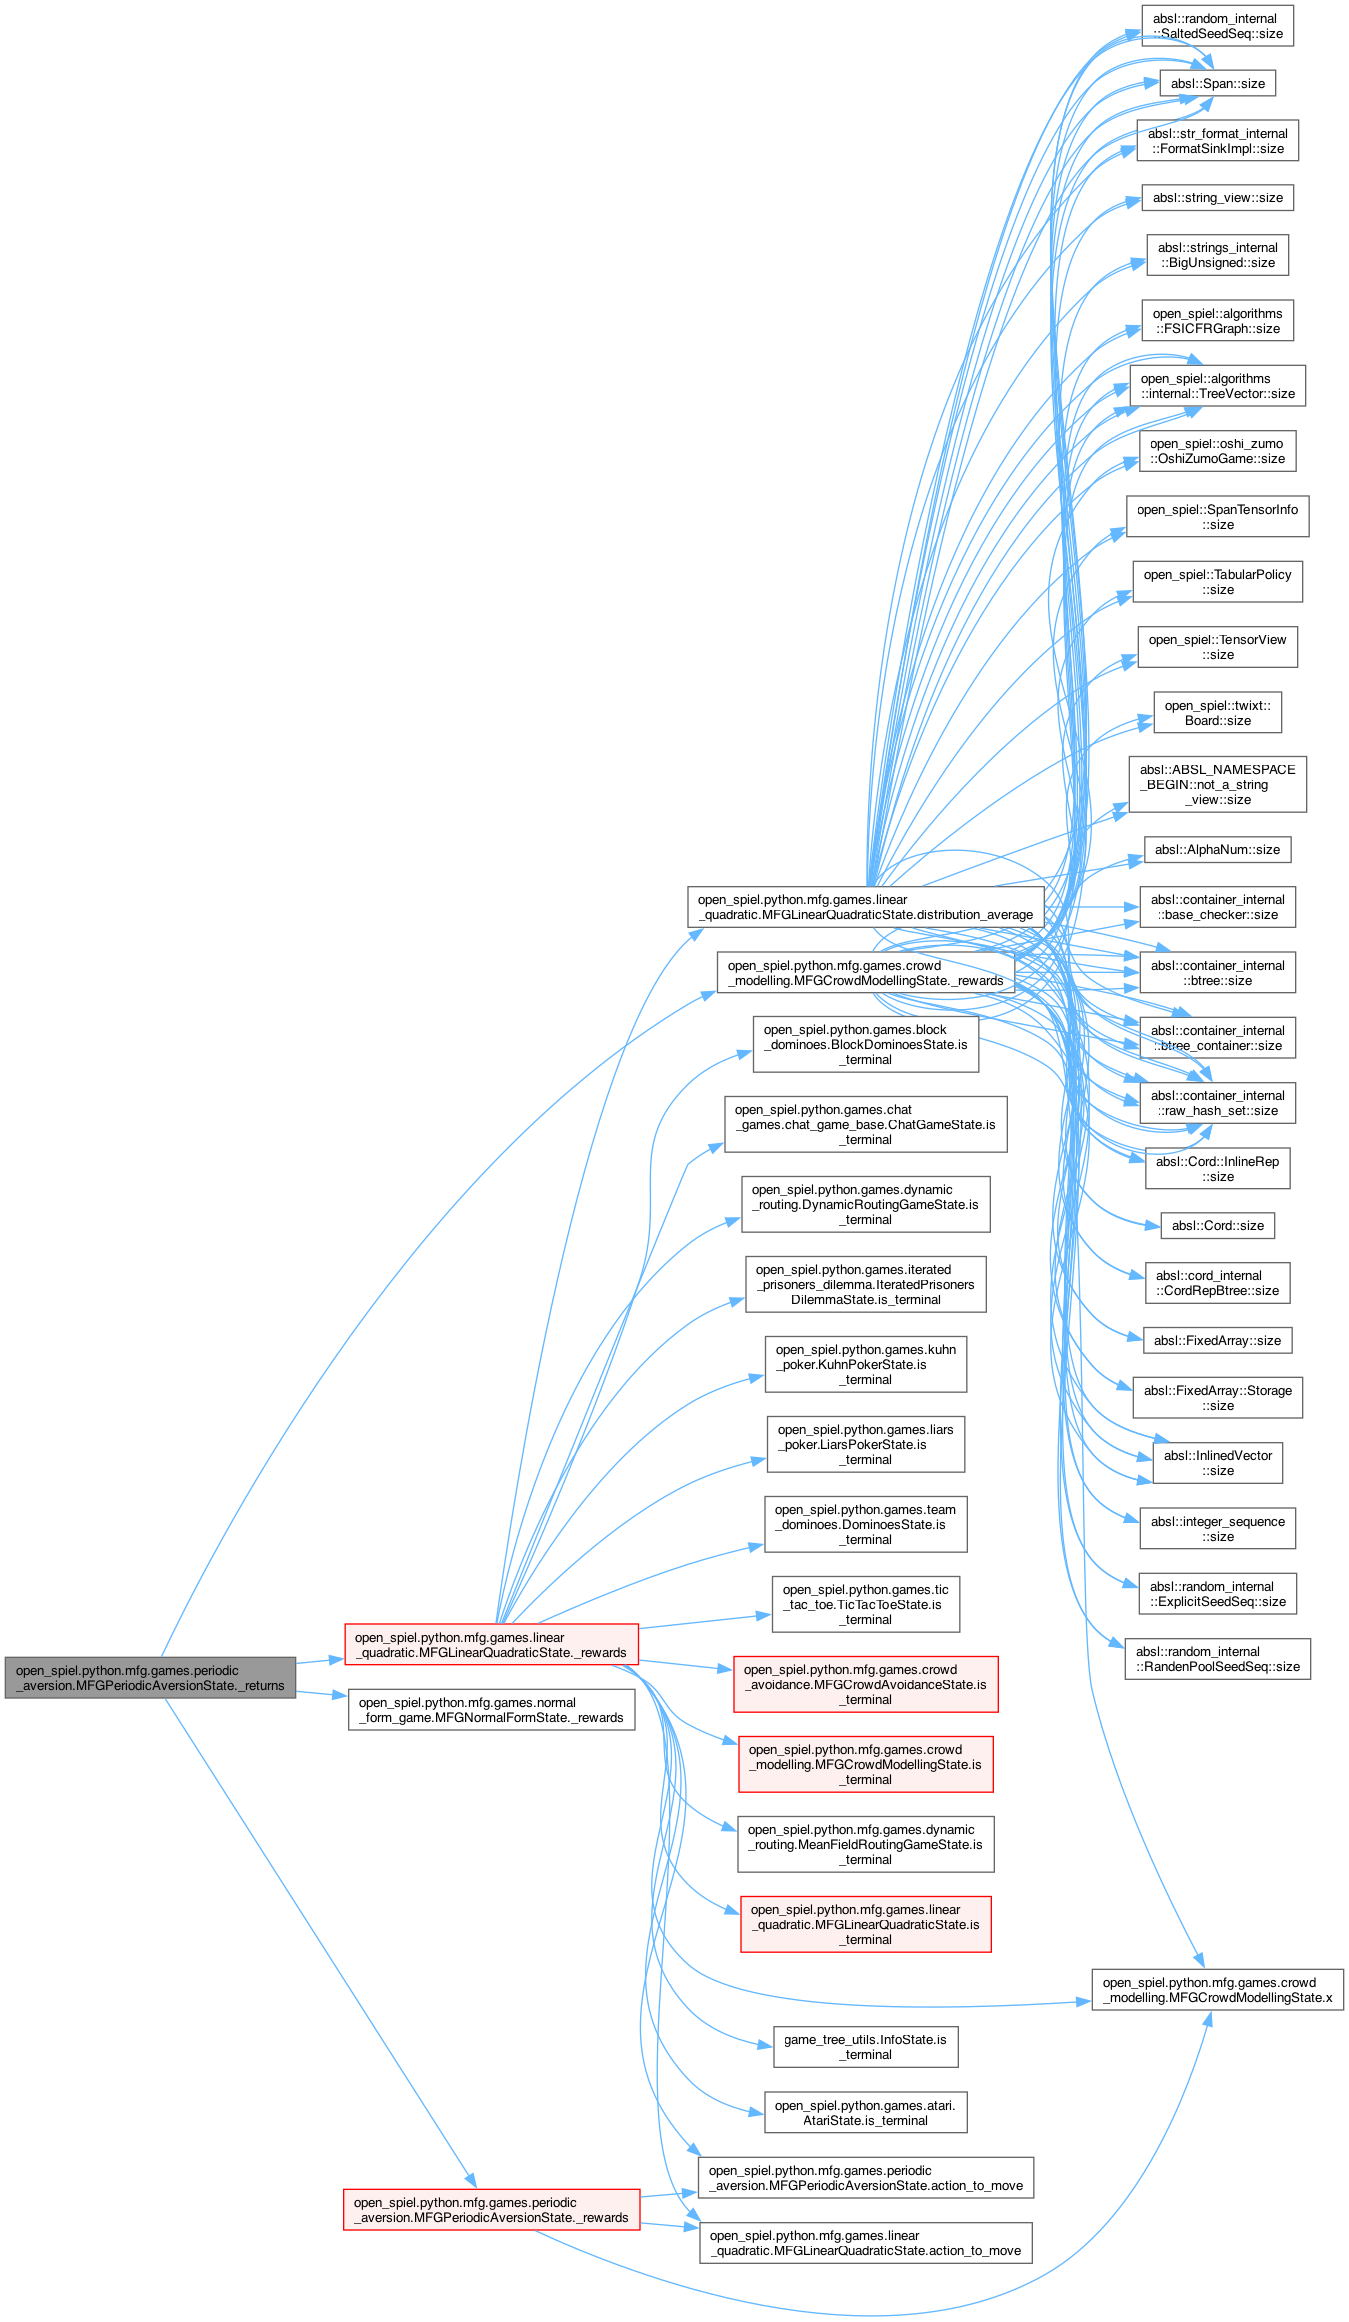 absl::random_internal
::SaltedSeedSeq::size
absl::Span::size
absl::str_format_internal
::FormatSinkImpl::size
absl::string_view::size
absl::strings_internal
::BigUnsigned::size
open_spiel::algorithms
::FSICFRGraph::size
open_spiel::algorithms
::internal::TreeVector::size
open_spiel::oshi_zumo
::OshiZumoGame::size
open_spiel::SpanTensorInfo
::size
open_spiel::TabularPolicy
::size
open_spiel::TensorView
::size
open_spiel::twixt::
Board::size
absl::ABSL_NAMESPACE
_BEGIN::not_a_string
_view::size
absl::AlphaNum::size
absl::container_internal
::base_checker::size
absl::container_internal
::btree::size
absl::container_internal
::btree_container::size
absl::container_internal
::raw_hash_set::size
absl::Cord::InlineRep
::size
absl::Cord::size
absl::cord_internal
::CordRepBtree::size
absl::FixedArray::size
absl::FixedArray::Storage
::size
absl::InlinedVector
::size
absl::integer_sequence
::size
absl::random_internal
::ExplicitSeedSeq::size
absl::random_internal
::RandenPoolSeedSeq::size
open_spiel.python.mfg.games.crowd
_modelling.MFGCrowdModellingState.x
open_spiel.python.mfg.games.linear
_quadratic.MFGLinearQuadraticState.distribution_average
open_spiel.python.mfg.games.crowd
_modelling.MFGCrowdModellingState._rewards
open_spiel.python.games.block
_dominoes.BlockDominoesState.is
_terminal
open_spiel.python.games.chat
_games.chat_game_base.ChatGameState.is
_terminal
open_spiel.python.games.dynamic
_routing.DynamicRoutingGameState.is
_terminal
open_spiel.python.games.iterated
_prisoners_dilemma.IteratedPrisoners
DilemmaState.is_terminal
open_spiel.python.games.kuhn
_poker.KuhnPokerState.is
_terminal
open_spiel.python.games.liars
_poker.LiarsPokerState.is
_terminal
open_spiel.python.games.team
_dominoes.DominoesState.is
_terminal
open_spiel.python.games.tic
_tac_toe.TicTacToeState.is
_terminal
open_spiel.python.mfg.games.crowd
_avoidance.MFGCrowdAvoidanceState.is
_terminal
open_spiel.python.mfg.games.crowd
_modelling.MFGCrowdModellingState.is
_terminal
open_spiel.python.mfg.games.dynamic
_routing.MeanFieldRoutingGameState.is
_terminal
open_spiel.python.mfg.games.linear
_quadratic.MFGLinearQuadraticState.is
_terminal
game_tree_utils.InfoState.is
_terminal
open_spiel.python.games.atari.
AtariState.is_terminal
open_spiel.python.mfg.games.periodic
_aversion.MFGPeriodicAversionState.action_to_move
open_spiel.python.mfg.games.linear
_quadratic.MFGLinearQuadraticState.action_to_move
open_spiel.python.mfg.games.linear
_quadratic.MFGLinearQuadraticState._rewards
open_spiel.python.mfg.games.normal
_form_game.MFGNormalFormState._rewards
open_spiel.python.mfg.games.periodic
_aversion.MFGPeriodicAversionState._rewards
open_spiel.python.mfg.games.periodic
_aversion.MFGPeriodicAversionState._returns